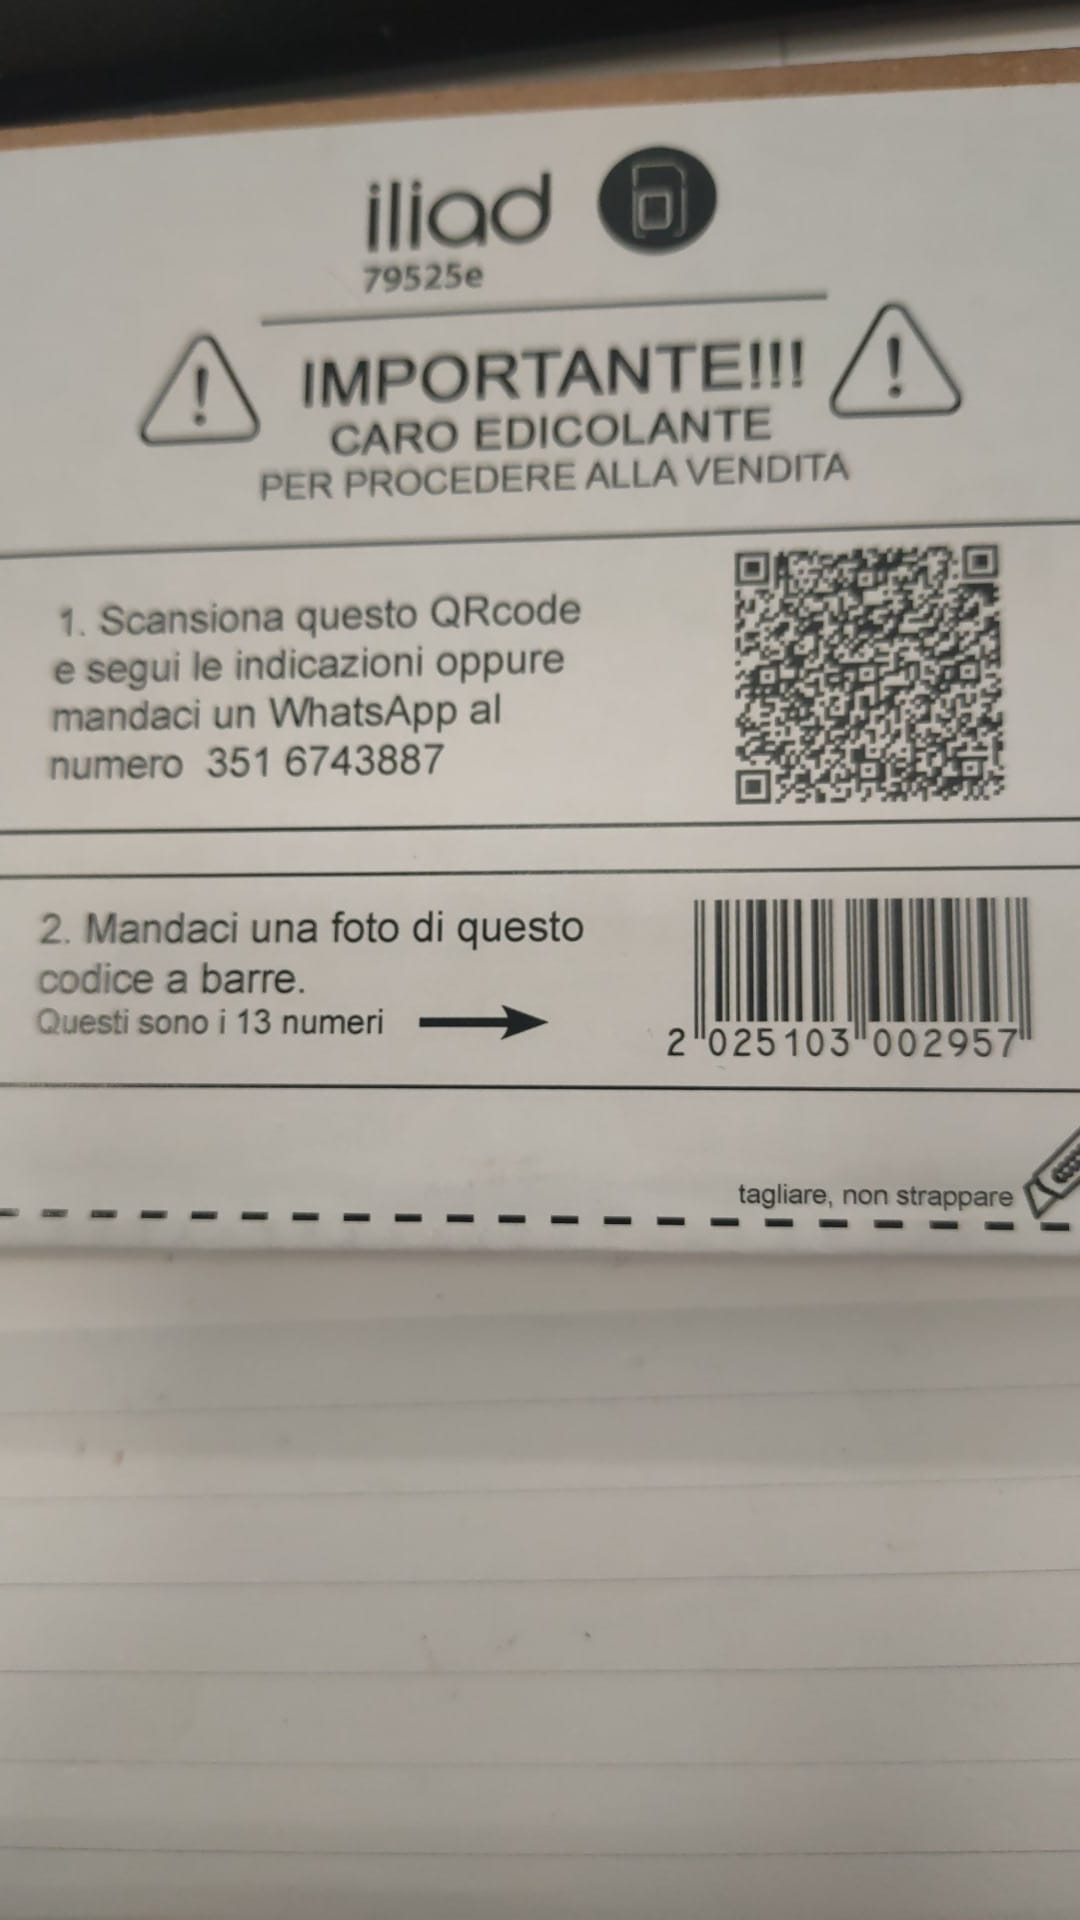 iliad
79525e
IMPORTANTE!!!
CARO EDICOLANTE
PER PROCEDERE ALLA VENDITA
1. Scansiona questo QRcode
e segui le indicazioni oppure
mandaci un WhatsApp al
numero 351 6743887
2. Mandaci una foto di questo
codice a barre.
Questi sono i 13 numeri
2 025103 002957
tagliare, non strappare